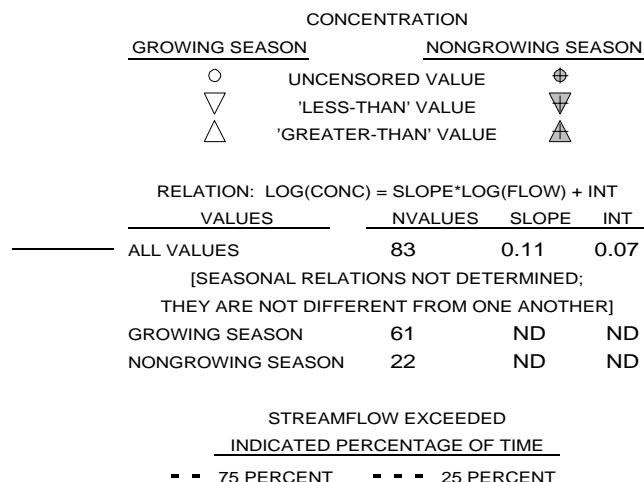 CONCENTRATION
GROWING SEASON NONGROWING SEASON
UNCENSORED VALUE
'LESS-THAN' VALUE
'GREATER-THAN' VALUE
RELATION: LOG(CONC) = SLOPE*LOG(FLOW) + INT
VALUES NVALUES SLOPE INT
ALL VALUES 83 0.11 0.07
[SEASONAL RELATIONS NOT DETERMINED;
THEY ARE NOT DIFFERENT FROM ONE ANOTHER]
GROWING SEASON 61 ND ND
NONGROWING SEASON 22 ND ND
STREAMFLOW EXCEEDED
INDICATED PERCENTAGE OF TIME
75 PERCENT 25 PERCENT